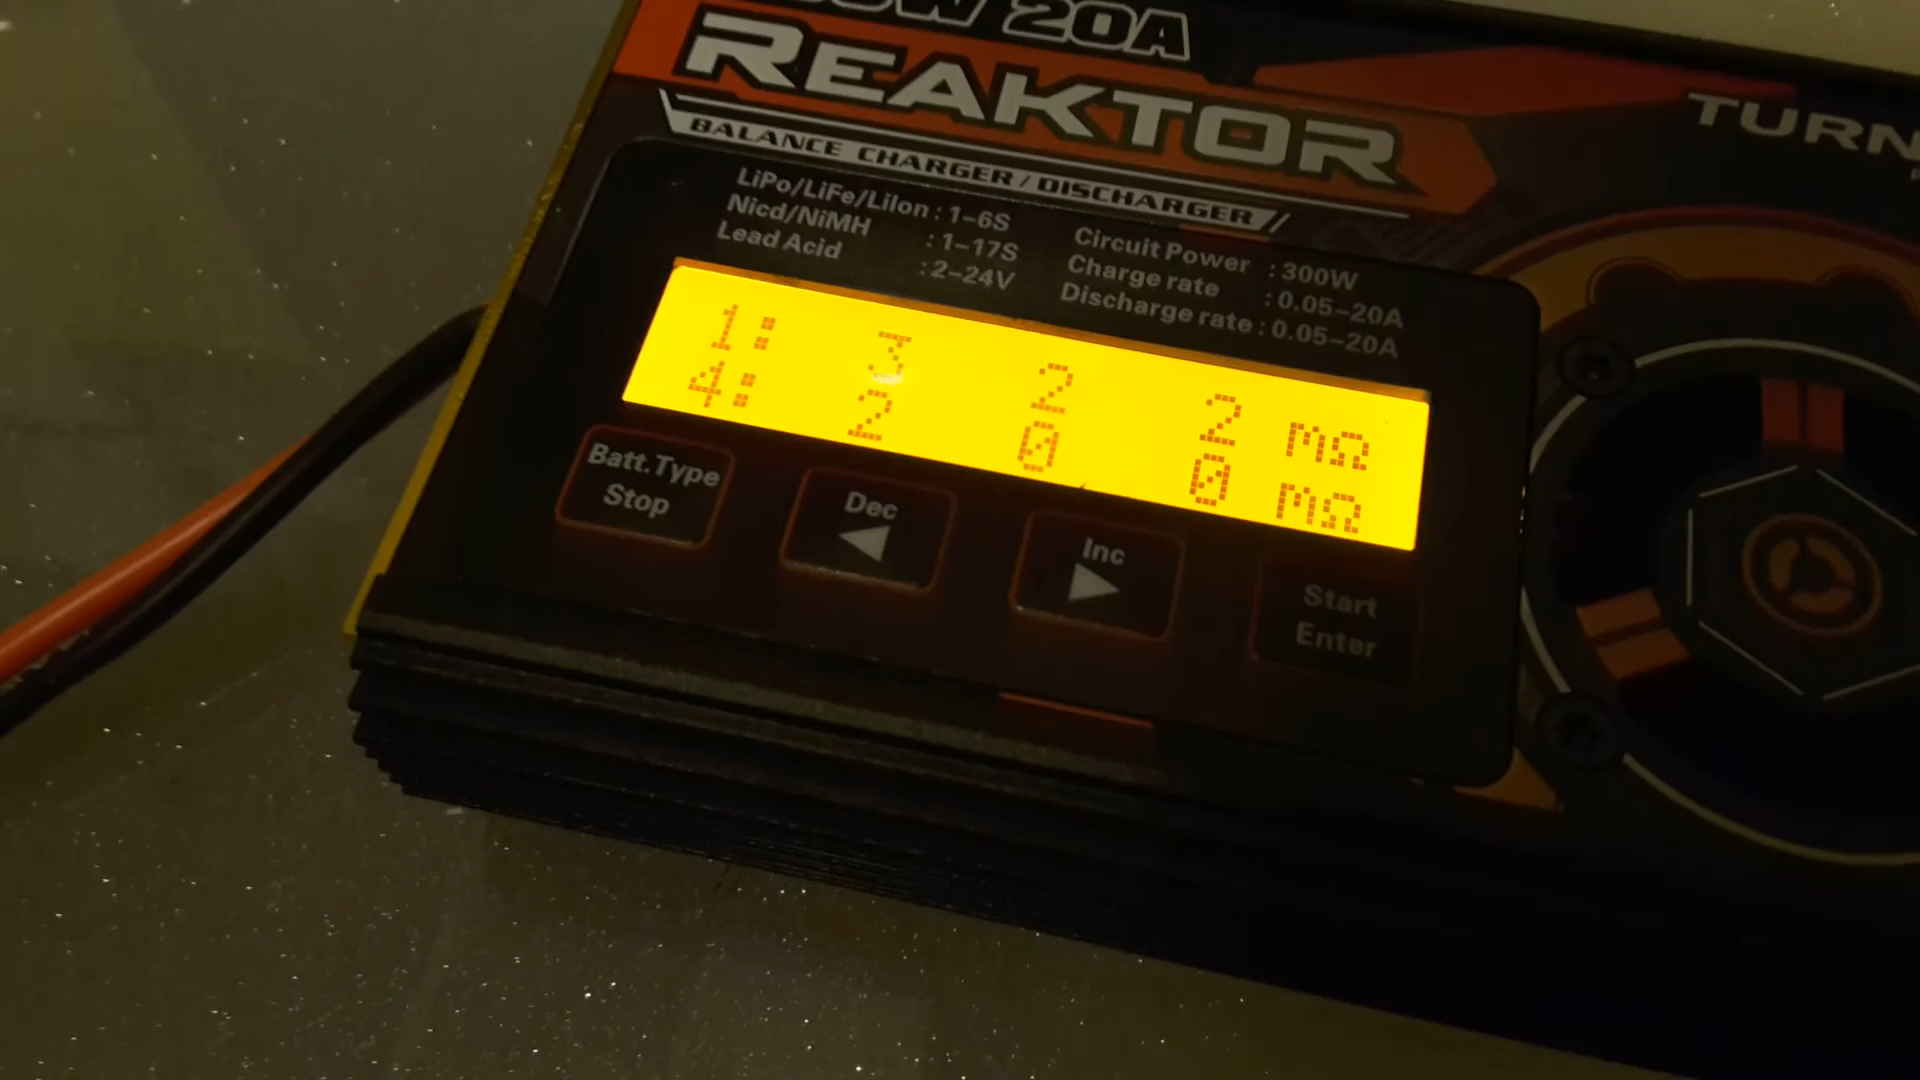 20A
REAKTOR
TURN
BALANCE CHARGER / DISCHARGER
LiPo/LiFe/LiIon : 1-6S
Nicd/NiMH : 1-17S
Lead Acid : 2-24V
Circuit Power : 300W
Charge rate : 0.05-20A
Discharge rate : 0.05-20A
1: 3 2 2 mΩ
4: 2 0 0 mΩ
Batt.Type
Stop
Dec
Inc
Start
Enter